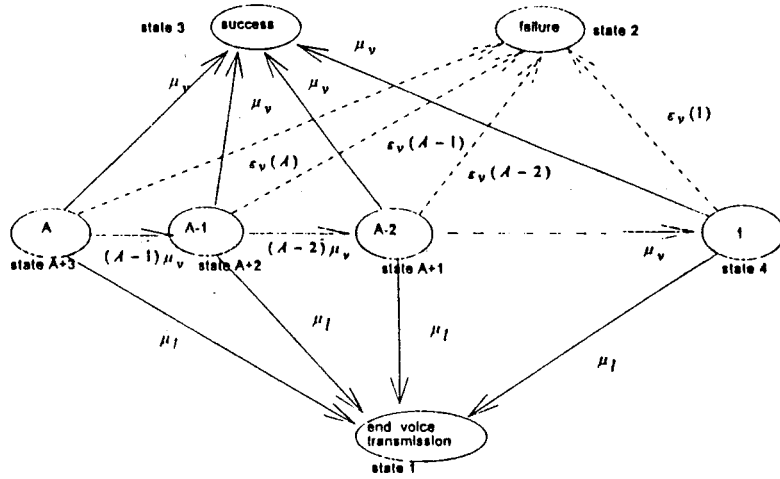 state 3
success
failure
state 2
μ_v
μ_v
μ_v
μ_v
ε_v(1)
ε_v(A)
ε_v(A-1)
ε_v(A-2)
A
A-1
A-2
1
(A-1)μ_v
(A-2)μ_v
μ_v
state A+3
state A+2
state A+1
state 4
μ_l
μ_l
μ_l
μ_l
end voice
transmission
state 1